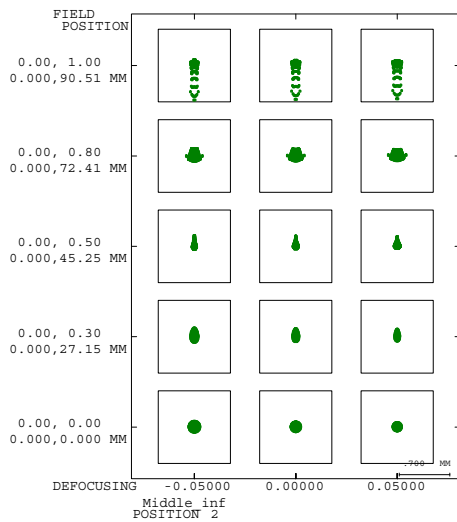 FIELD
POSITION
0.00, 1.00
0.000,90.51 MM
0.00, 0.80
0.000,72.41 MM
0.00, 0.50
0.000,45.25 MM
0.00, 0.30
0.000,27.15 MM
0.00, 0.00
0.000,0.000 MM
.700 MM
DEFOCUSING -0.05000 0.00000 0.05000
Middle inf
POSITION 2